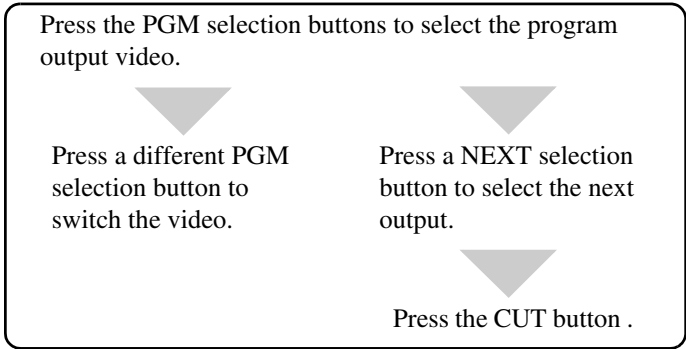 Press the PGM selection buttons to select the program
output video.
Press a different PGM
selection button to
switch the video.
Press a NEXT selection
button to select the next
output.
Press the CUT button .